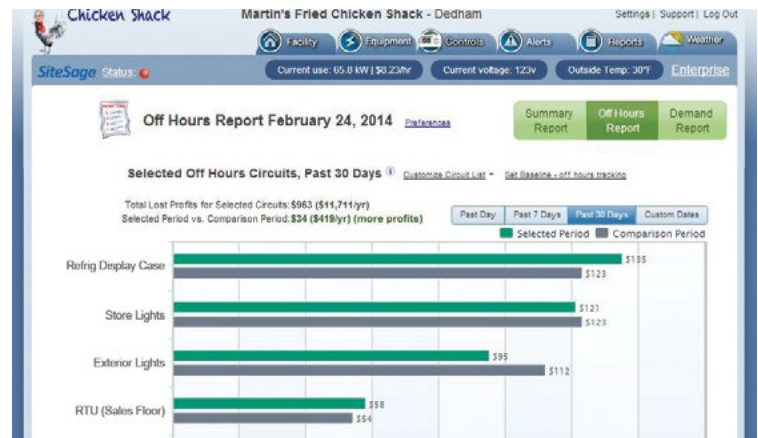 Chicken Shack
Martin's Fried Chicken Shack - Dedham
Settings | Support | Log Out
Facility Equipment Controls Alerts Reports Weather
SiteSage Status:
Current use: 65.8 kW | $8.23/hr Current voltage: 123v Outside Temp: 30°F Enterprise
Off Hours Report February 24, 2014 Preferences
Summary Report
Off Hours Report
Demand Report
Selected Off Hours Circuits, Past 30 Days Customize Circuit List Set Baseline - off hours tracking
Total Lost Profits for Selected Circuits: $963 ($11,711/yr)
Selected Period vs. Comparison Period: $34 ($419/yr) (more profits)
Past Day Past 7 Days Past 30 Days Custom Dates
Selected Period Comparison Period
Refrig Display Case
$135
$123
Store Lights
$121
$123
Exterior Lights
$95
$112
RTU (Sales Floor)
$58
$54